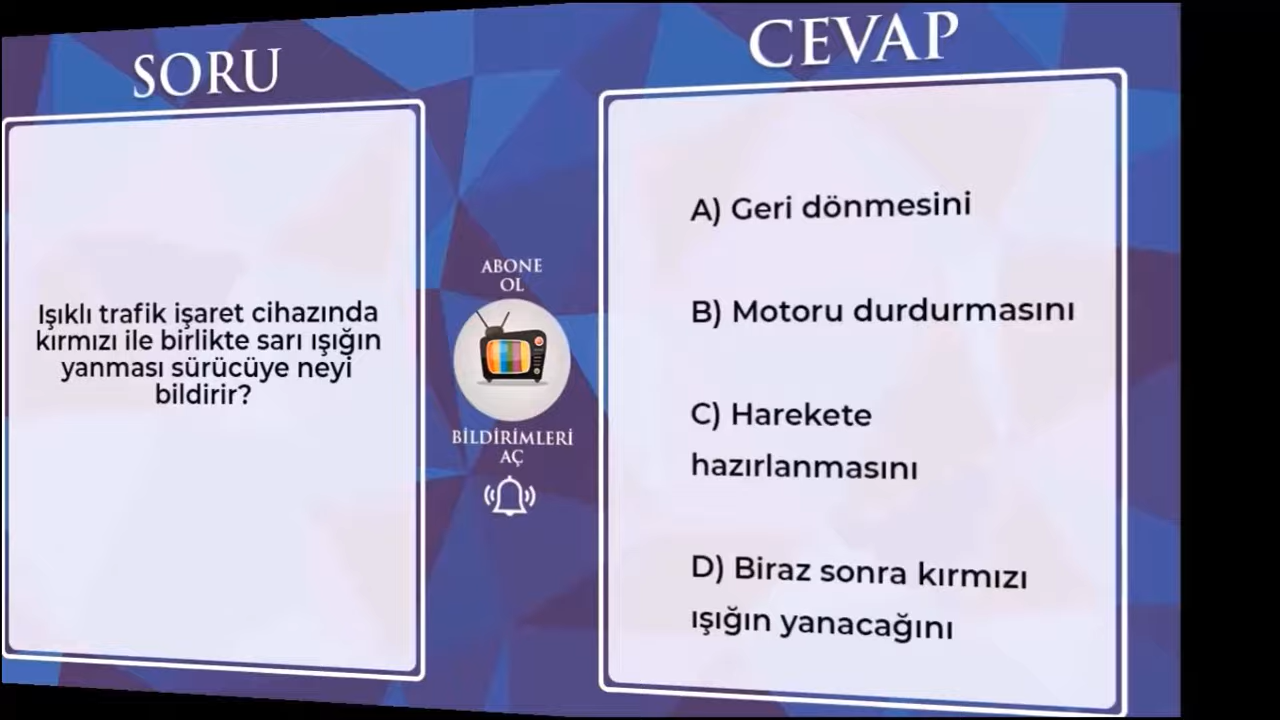 SORU
Işıklı trafik işaret cihazında
kırmızı ile birlikte sarı ışığın
yanması sürücüye neyi
bildirir?
ABONE
OL
BİLDİRİMLERİ
AÇ
CEVAP
A) Geri dönmesini
B) Motoru durdurmasını
C) Harekete
hazırlanmasını
D) Biraz sonra kırmızı
ışığın yanacağını